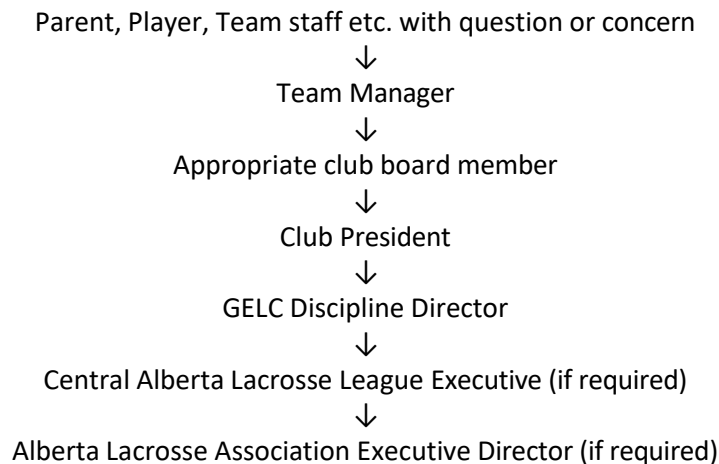 Parent, Player, Team staff etc. with question or concern
↓
Team Manager
↓
Appropriate club board member
↓
Club President
↓
GELC Discipline Director
↓
Central Alberta Lacrosse League Executive (if required)
↓
Alberta Lacrosse Association Executive Director (if required)